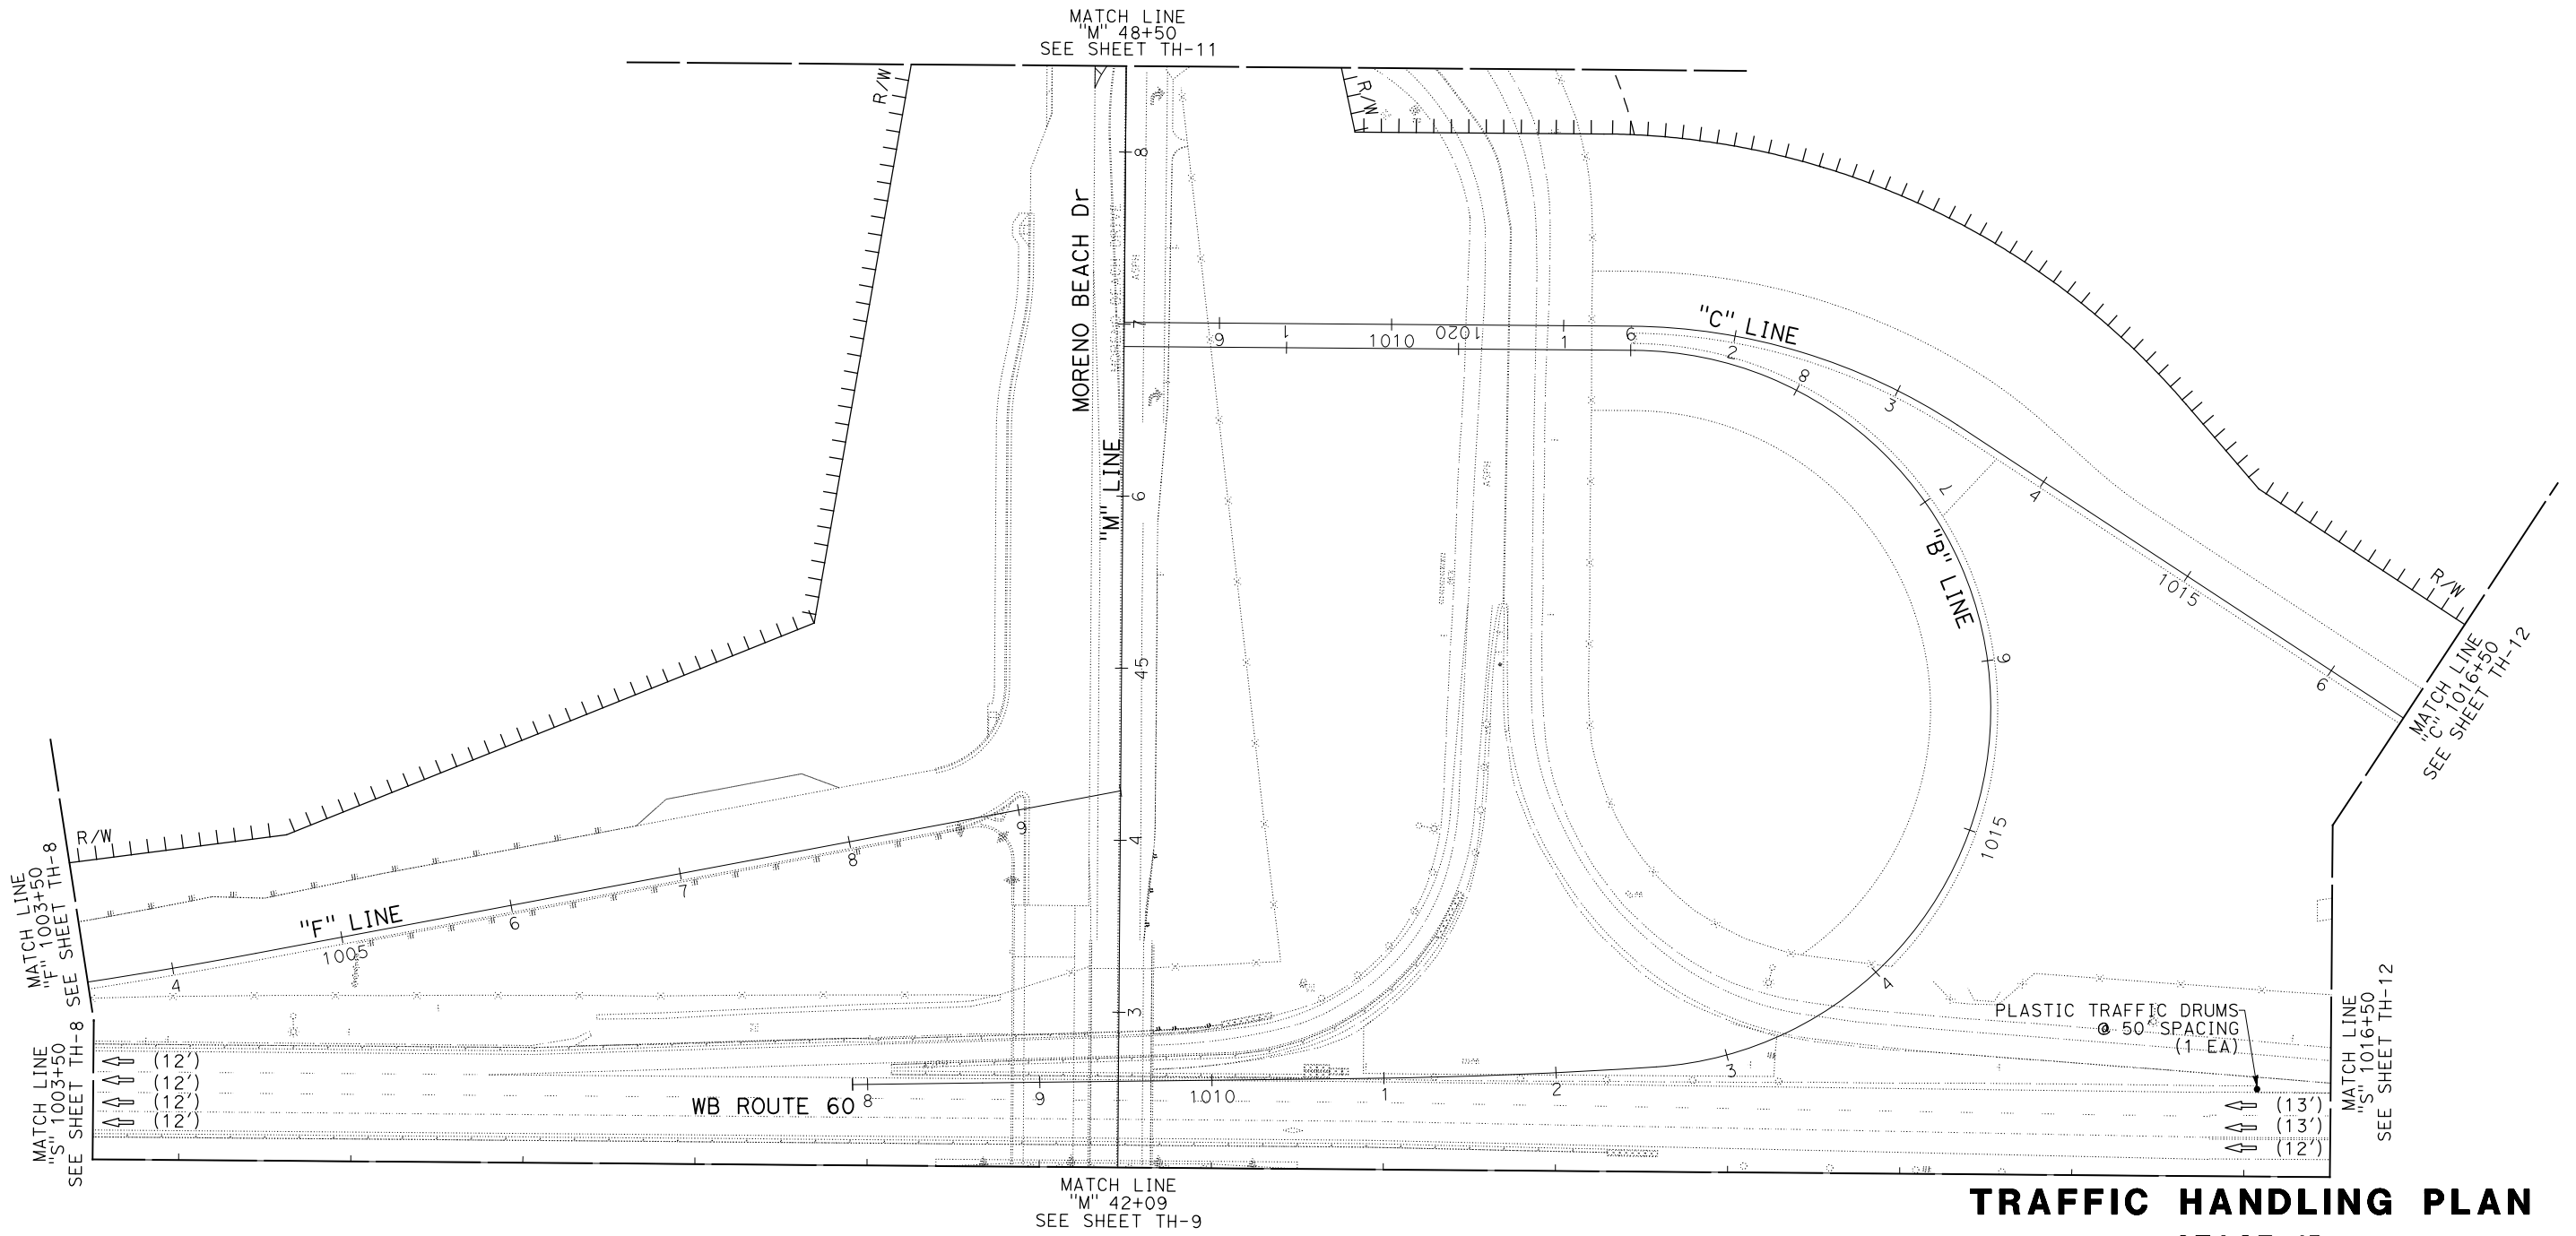 MATCH LINE
"M" 48+50
SEE SHEET TH-11
R/W
R/W
8
MORENO BEACH Dr
7
9
1
1010
1020
1
9
"C" LINE
2
8
3
"M" LINE
6
7
4
"B" LINE
1015
R/W
45
6
6
MATCH LINE
"C" 1016+50
SEE SHEET TH-12
R/W
4
9
8
7
1015
MATCH LINE
"F" 1003+50
SEE SHEET TH-8
"F" LINE
6
1005
4
4
3
PLASTIC TRAFFIC DRUMS
@ 50' SPACING
(1 EA)
MATCH LINE
"S" 1003+50
SEE SHEET TH-8
(12')
(12')
(12')
(12')
WB ROUTE 60
8
9
1010
1
2
3
(13')
(13')
(12')
MATCH LINE
"S" 1016+50
SEE SHEET TH-12
MATCH LINE
"M" 42+09
SEE SHEET TH-9
TRAFFIC HANDLING PLAN